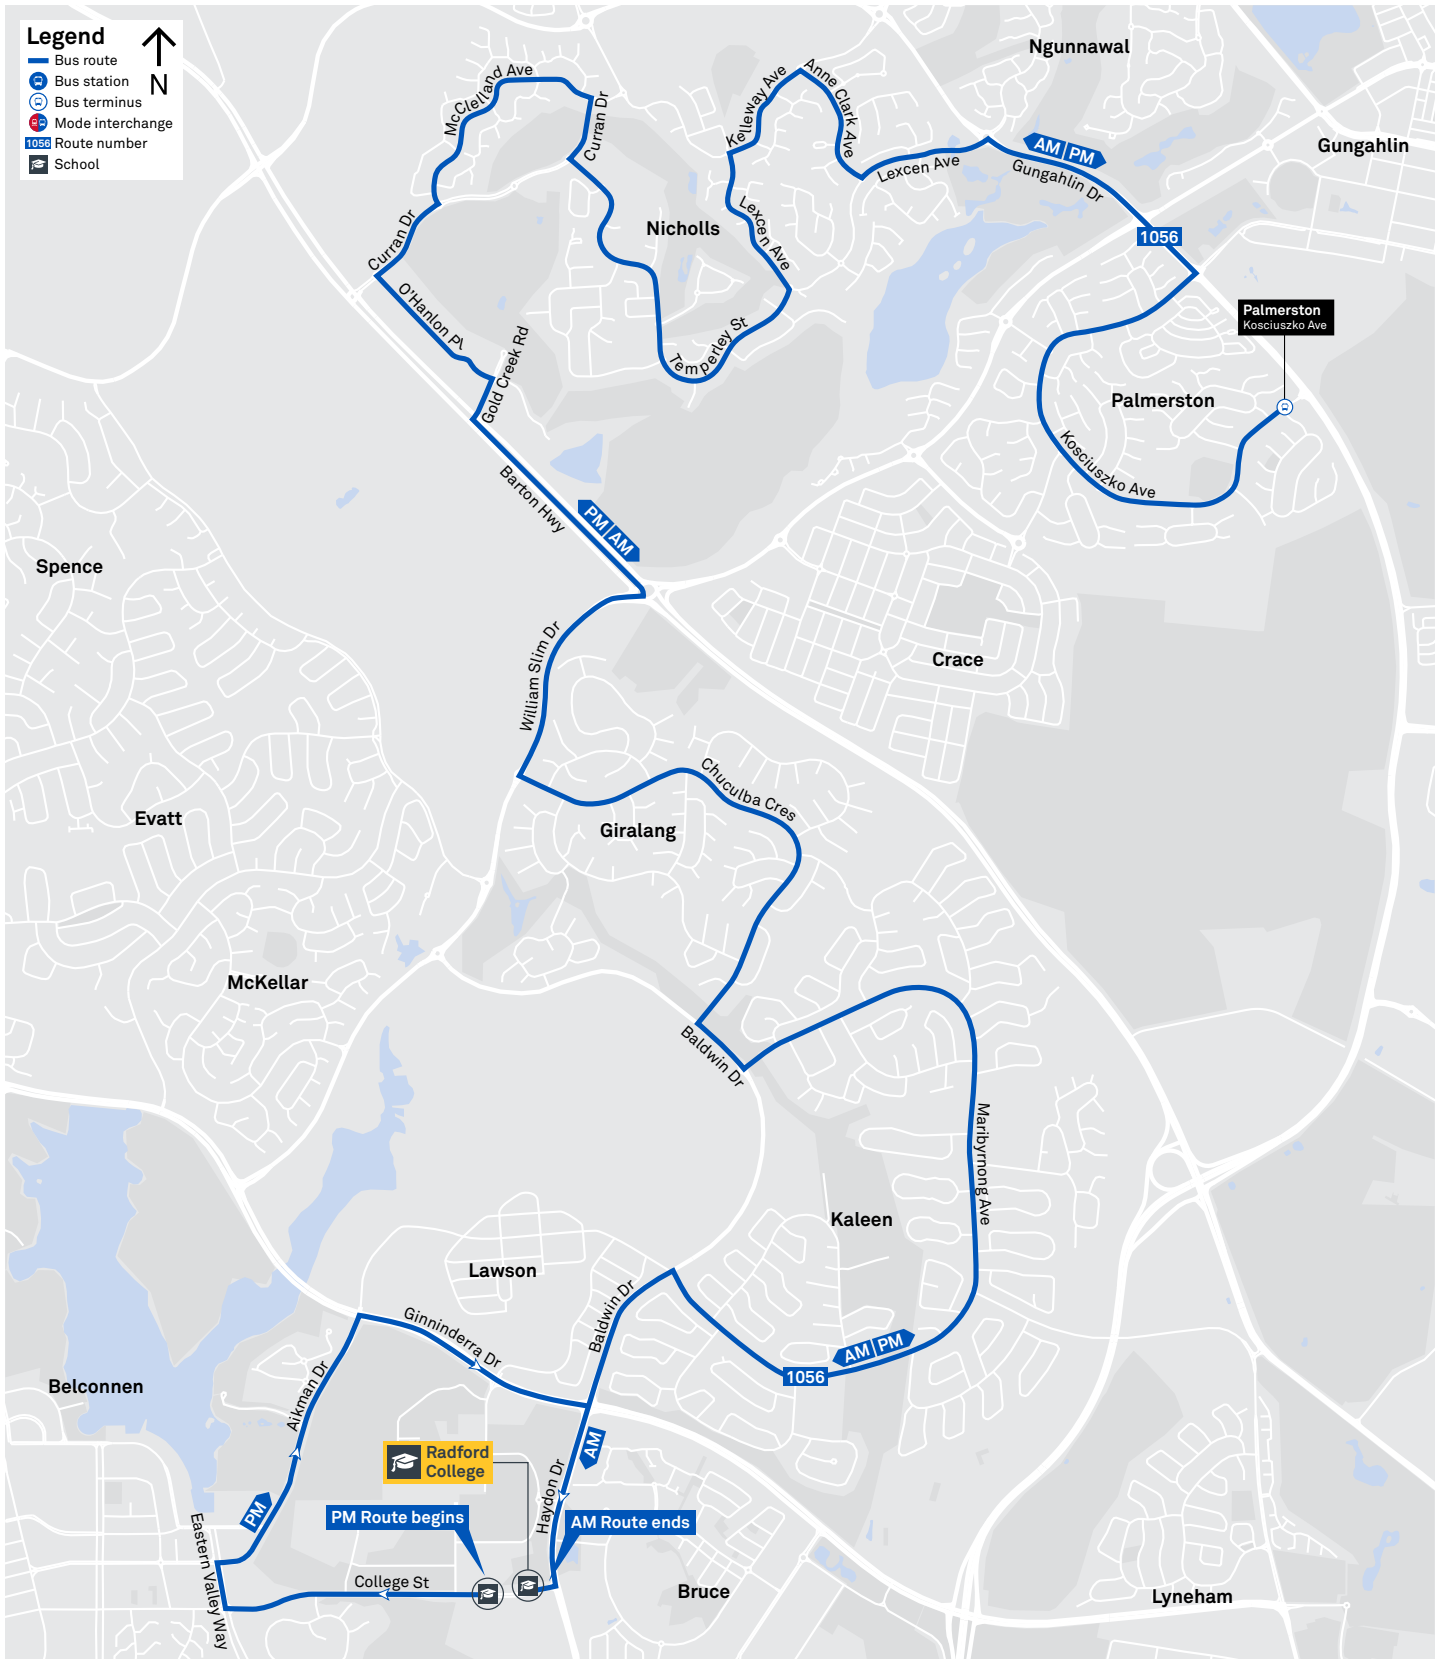 Legend
N
Bus route
Bus station
Bus terminus
Mode interchange
1056 Route number
School
Ngunnawal
Gungahlin
McClelland Ave
Curran Dr
Kelleway Ave
Anne Clark Ave
Lexcen Ave
AM PM
Gungahlin Dr
1056
Nicholls
Lexcen Ave
Curran Dr
O'Hanlon Pl
Gold Creek Rd
Temperley St
Palmerston
Kosciuszko Ave
Palmerston
Kosciuszko Ave
Barton Hwy
PM AM
Spence
William Slim Dr
Crace
Chuculba Cres
Evatt
Giralang
McKellar
Baldwin Dr
Maribyrnong Ave
Kaleen
Lawson
Baldwin Dr
Ginninderra Dr
AM PM
1056
Belconnen
Aikman Dr
AM
Radford
College
Haydon Dr
PM
PM Route begins
AM Route ends
Eastern Valley Way
College St
Bruce
Lyneham